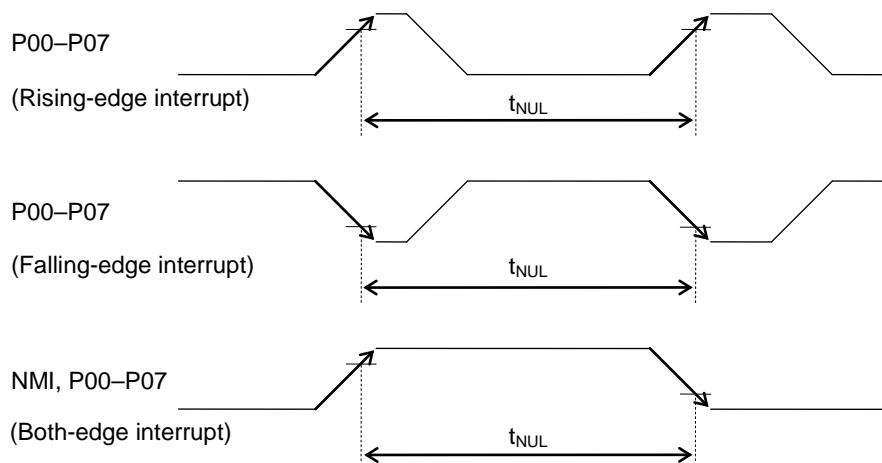 P00–P07
(Rising-edge interrupt)
tNUL
P00–P07
(Falling-edge interrupt)
tNUL
NMI, P00–P07
(Both-edge interrupt)
tNUL